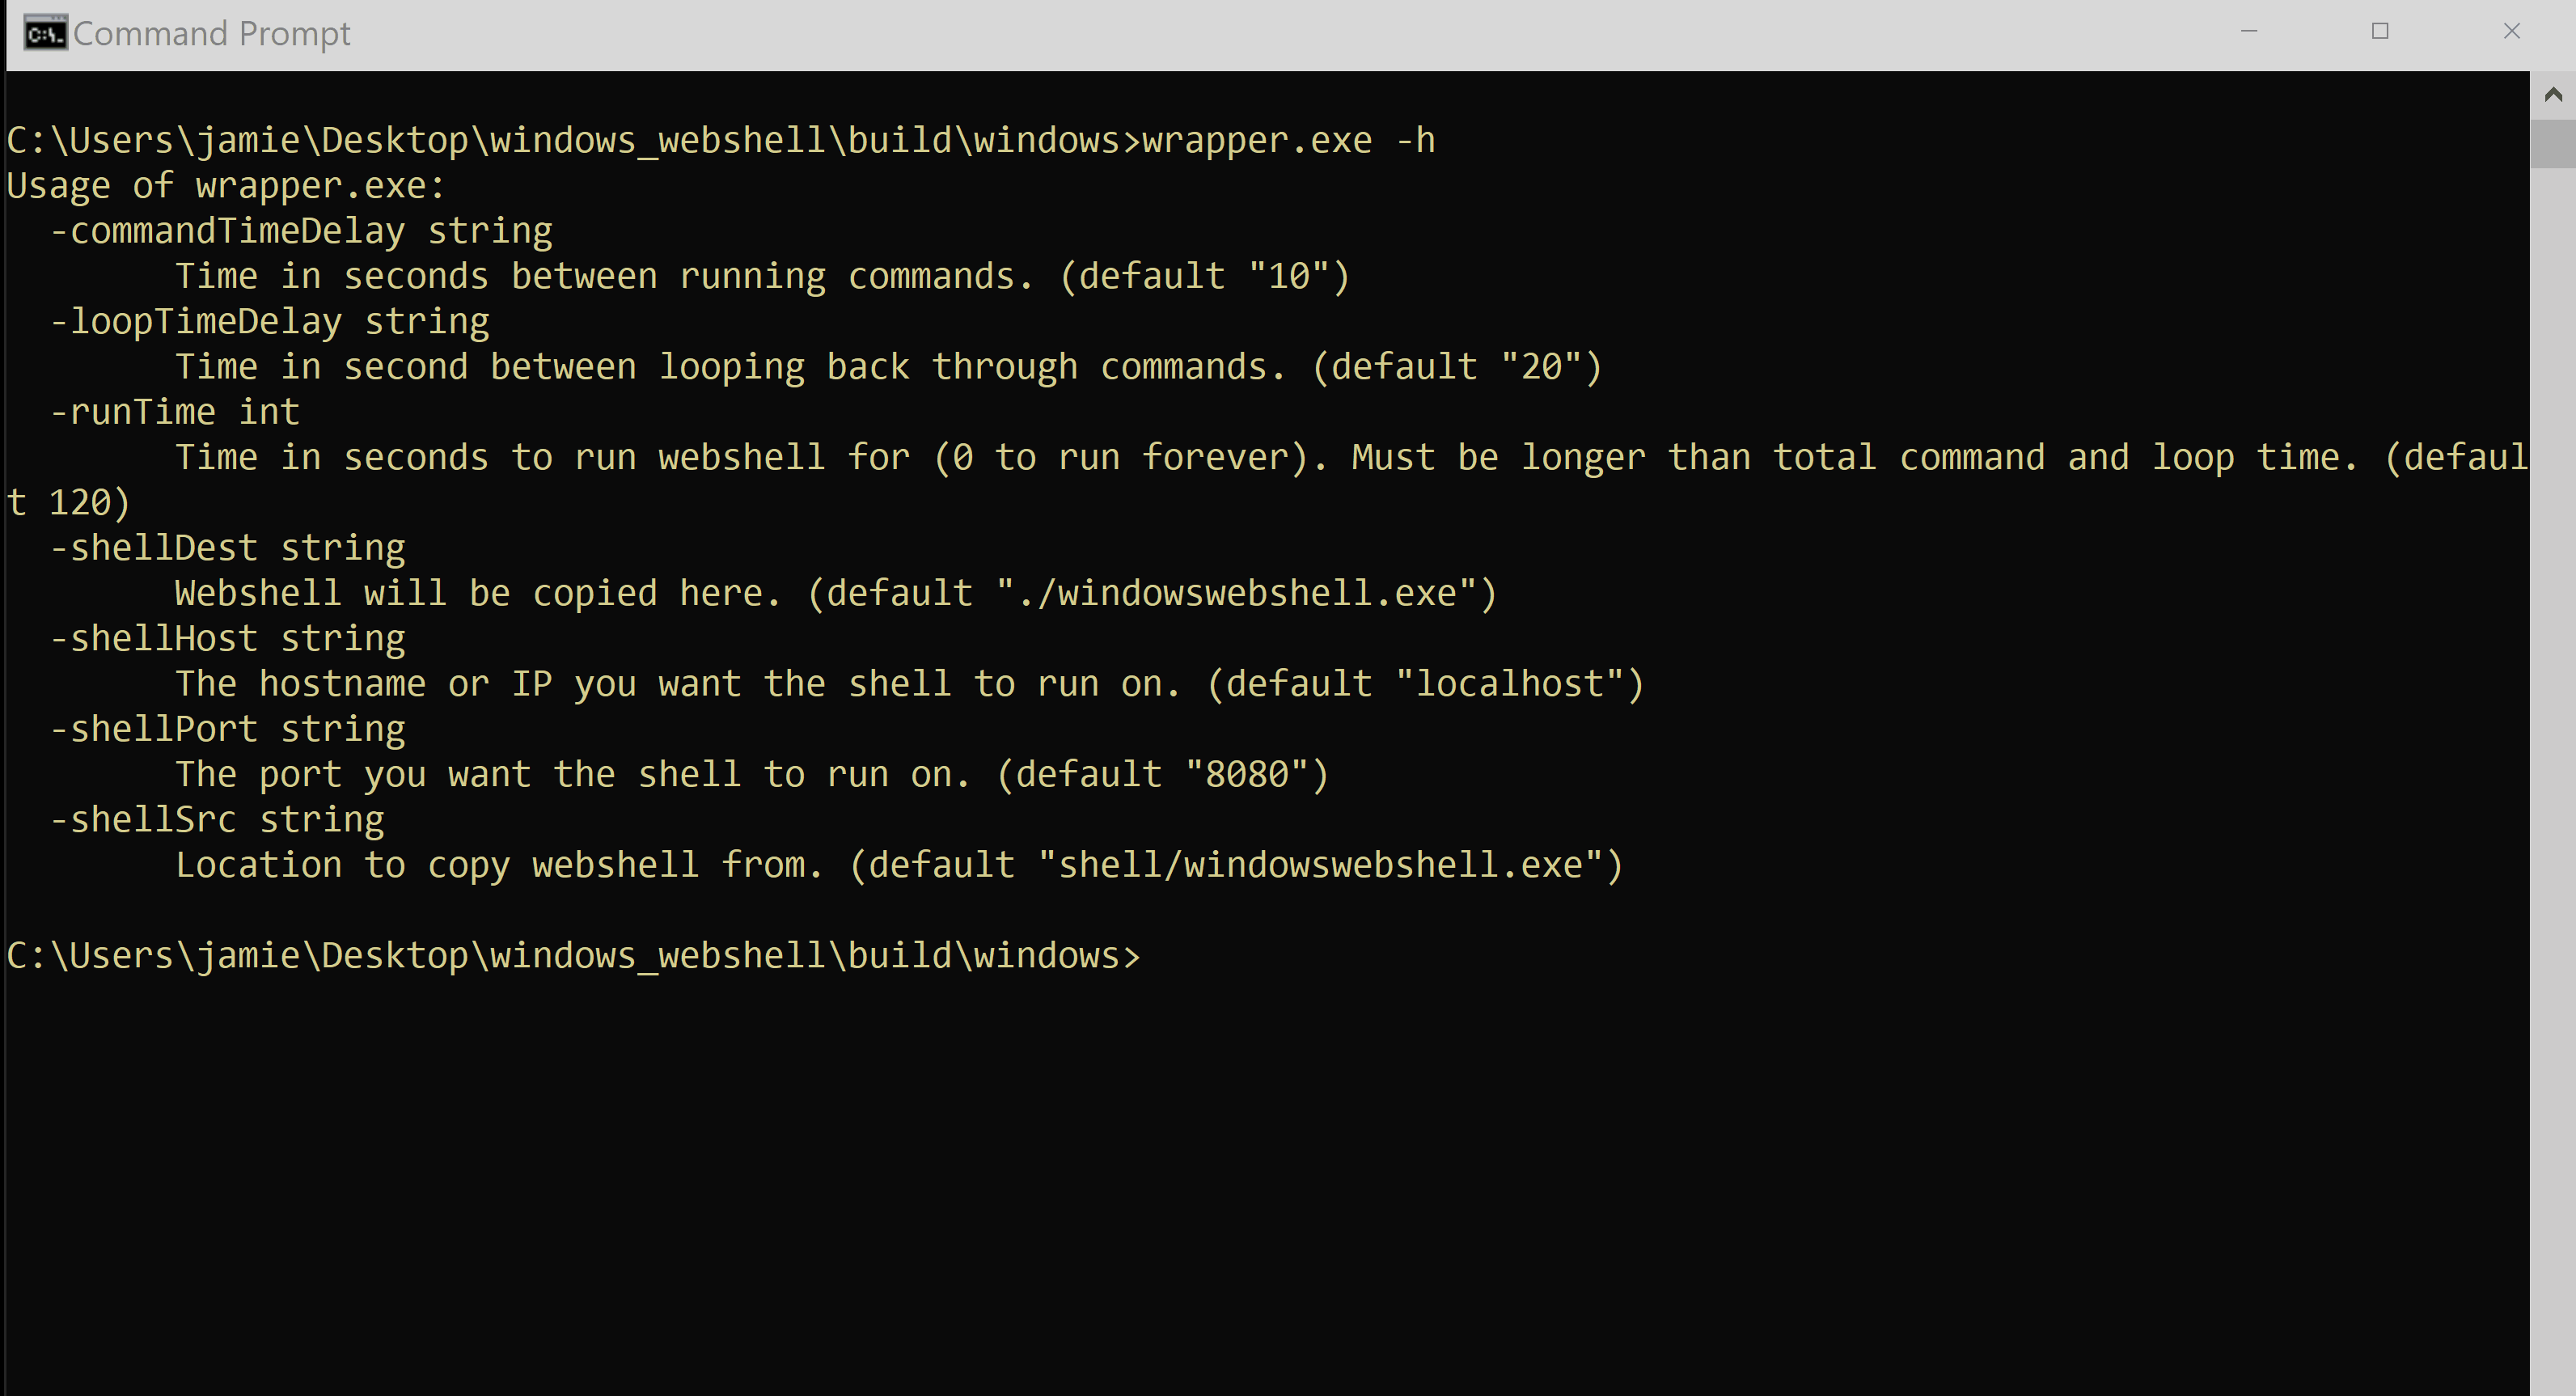 Command Prompt
C:\Users\jamie\Desktop\windows_webshell\build\windows>wrapper.exe -h
Usage of wrapper.exe:
  -commandTimeDelay string
        Time in seconds between running commands. (default "10")
  -loopTimeDelay string
        Time in second between looping back through commands. (default "20")
  -runTime int
        Time in seconds to run webshell for (0 to run forever). Must be longer than total command and loop time. (defaul
t 120)
  -shellDest string
        Webshell will be copied here. (default "./windowswebshell.exe")
  -shellHost string
        The hostname or IP you want the shell to run on. (default "localhost")
  -shellPort string
        The port you want the shell to run on. (default "8080")
  -shellSrc string
        Location to copy webshell from. (default "shell/windowswebshell.exe")
C:\Users\jamie\Desktop\windows_webshell\build\windows>